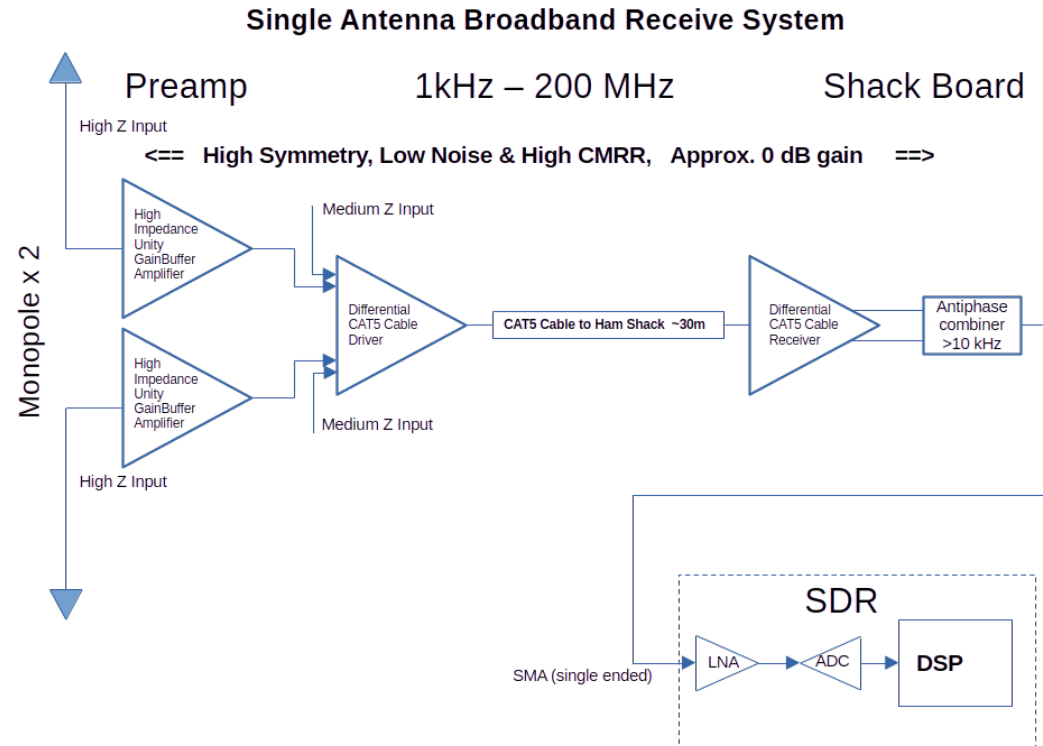 Single Antenna Broadband Receive System
Preamp
1kHz – 200 MHz
Shack Board
High Z Input
<== High Symmetry, Low Noise & High CMRR, Approx. 0 dB gain ==>
Monopole x 2
High
Impedance
Unity
GainBuffer
Amplifier
Medium Z Input
Differential
CAT5 Cable
Driver
CAT5 Cable to Ham Shack ~30m
Differential
CAT5 Cable
Receiver
Antiphase
combiner
>10 kHz
High
Impedance
Unity
GainBuffer
Amplifier
Medium Z Input
High Z Input
SDR
LNA
ADC
DSP
SMA (single ended)